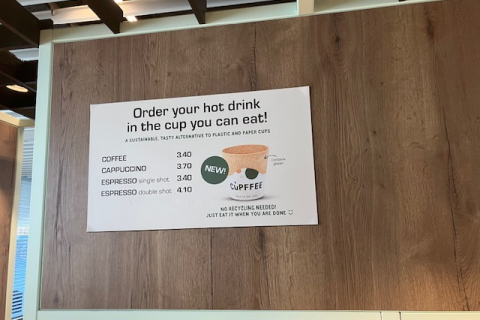 Order your hot drink
in the cup you can eat!
A SUSTAINABLE, TASTY ALTERNATIVE TO PLASTIC AND PAPER CUPS
COFFEE 3.40
CAPPUCCINO 3.70
ESPRESSO single shot 3.40
ESPRESSO double shot 4.10
NEW!
CUPFFEE
NO RECYCLING NEEDED!
JUST EAT IT WHEN YOU ARE DONE